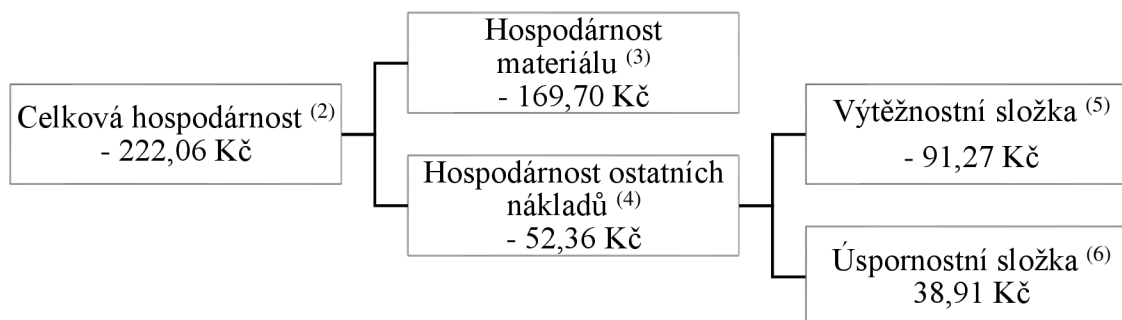 Celková hospodárnost (2)
- 222,06 Kč
Hospodárnost
materiálu (3)
- 169,70 Kč
Hospodárnost ostatních
nákladů (4)
- 52,36 Kč
Výtěžnostní složka (5)
- 91,27 Kč
Úspornostní složka (6)
38,91 Kč